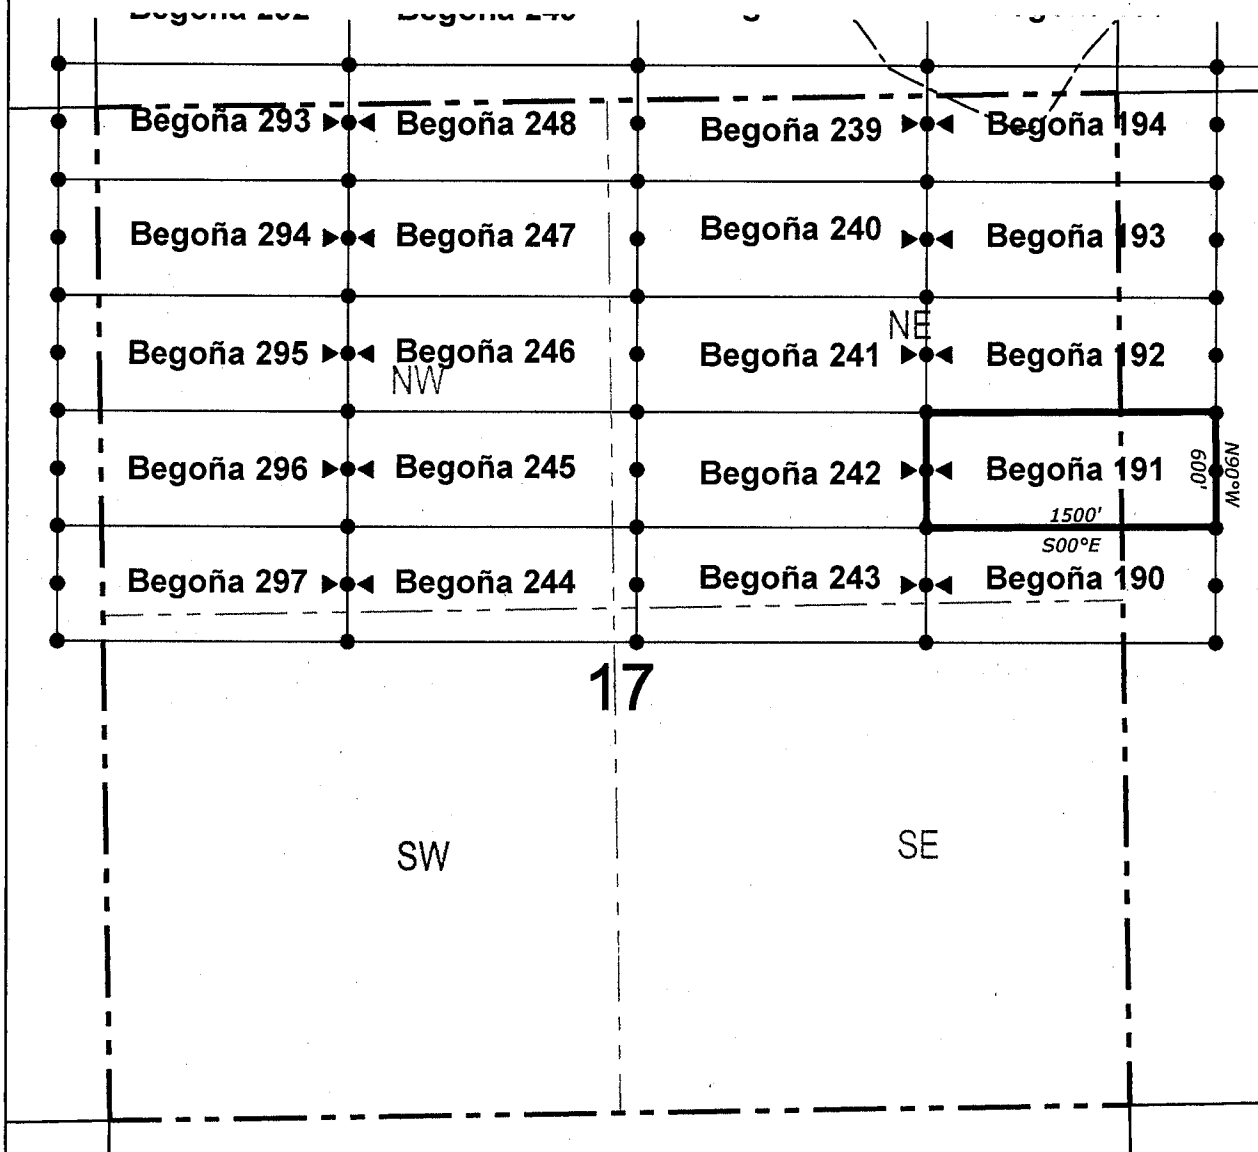 Begoña 293 Begoña 248 Begoña 239 Begoña 194
Begoña 294 Begoña 247 Begoña 240 Begoña 193
NE
Begoña 295 Begoña 246 Begoña 241 Begoña 192
NW
Begoña 296 Begoña 245 Begoña 242 Begoña 191
600'
N90°W
1500'
S00°E
Begoña 297 Begoña 244 Begoña 243 Begoña 190
17
SW SE